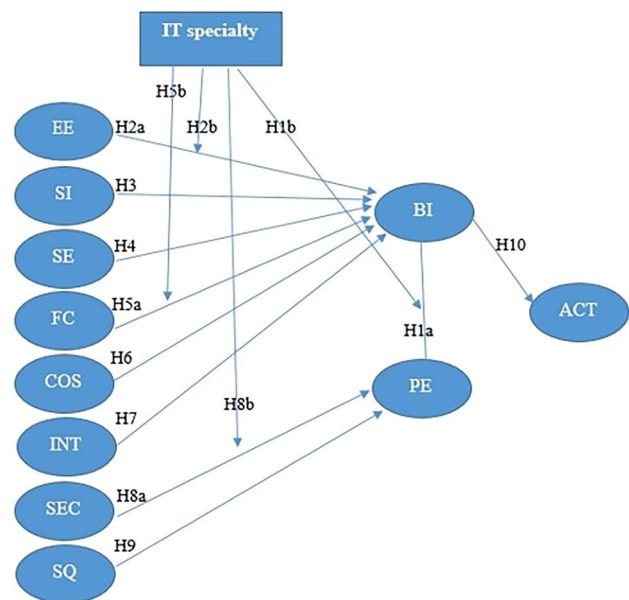 IT specialty
H5b
EE
H2a
H2b
H1b
SI
H3
BI
SE
H4
H10
FC
H5a
ACT
H1a
COS
H6
PE
INT
H7
H8b
SEC
H8a
SQ
H9